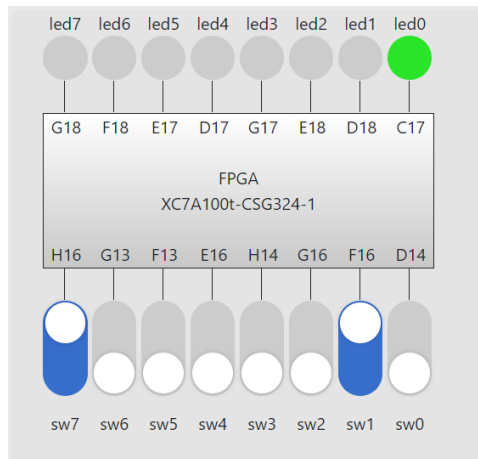 led7 led6 led5 led4 led3 led2 led1 led0
G18 F18 E17 D17 G17 E18 D18 C17
FPGA
XC7A100t-CSG324-1
H16 G13 F13 E16 H14 G16 F16 D14
sw7 sw6 sw5 sw4 sw3 sw2 sw1 sw0